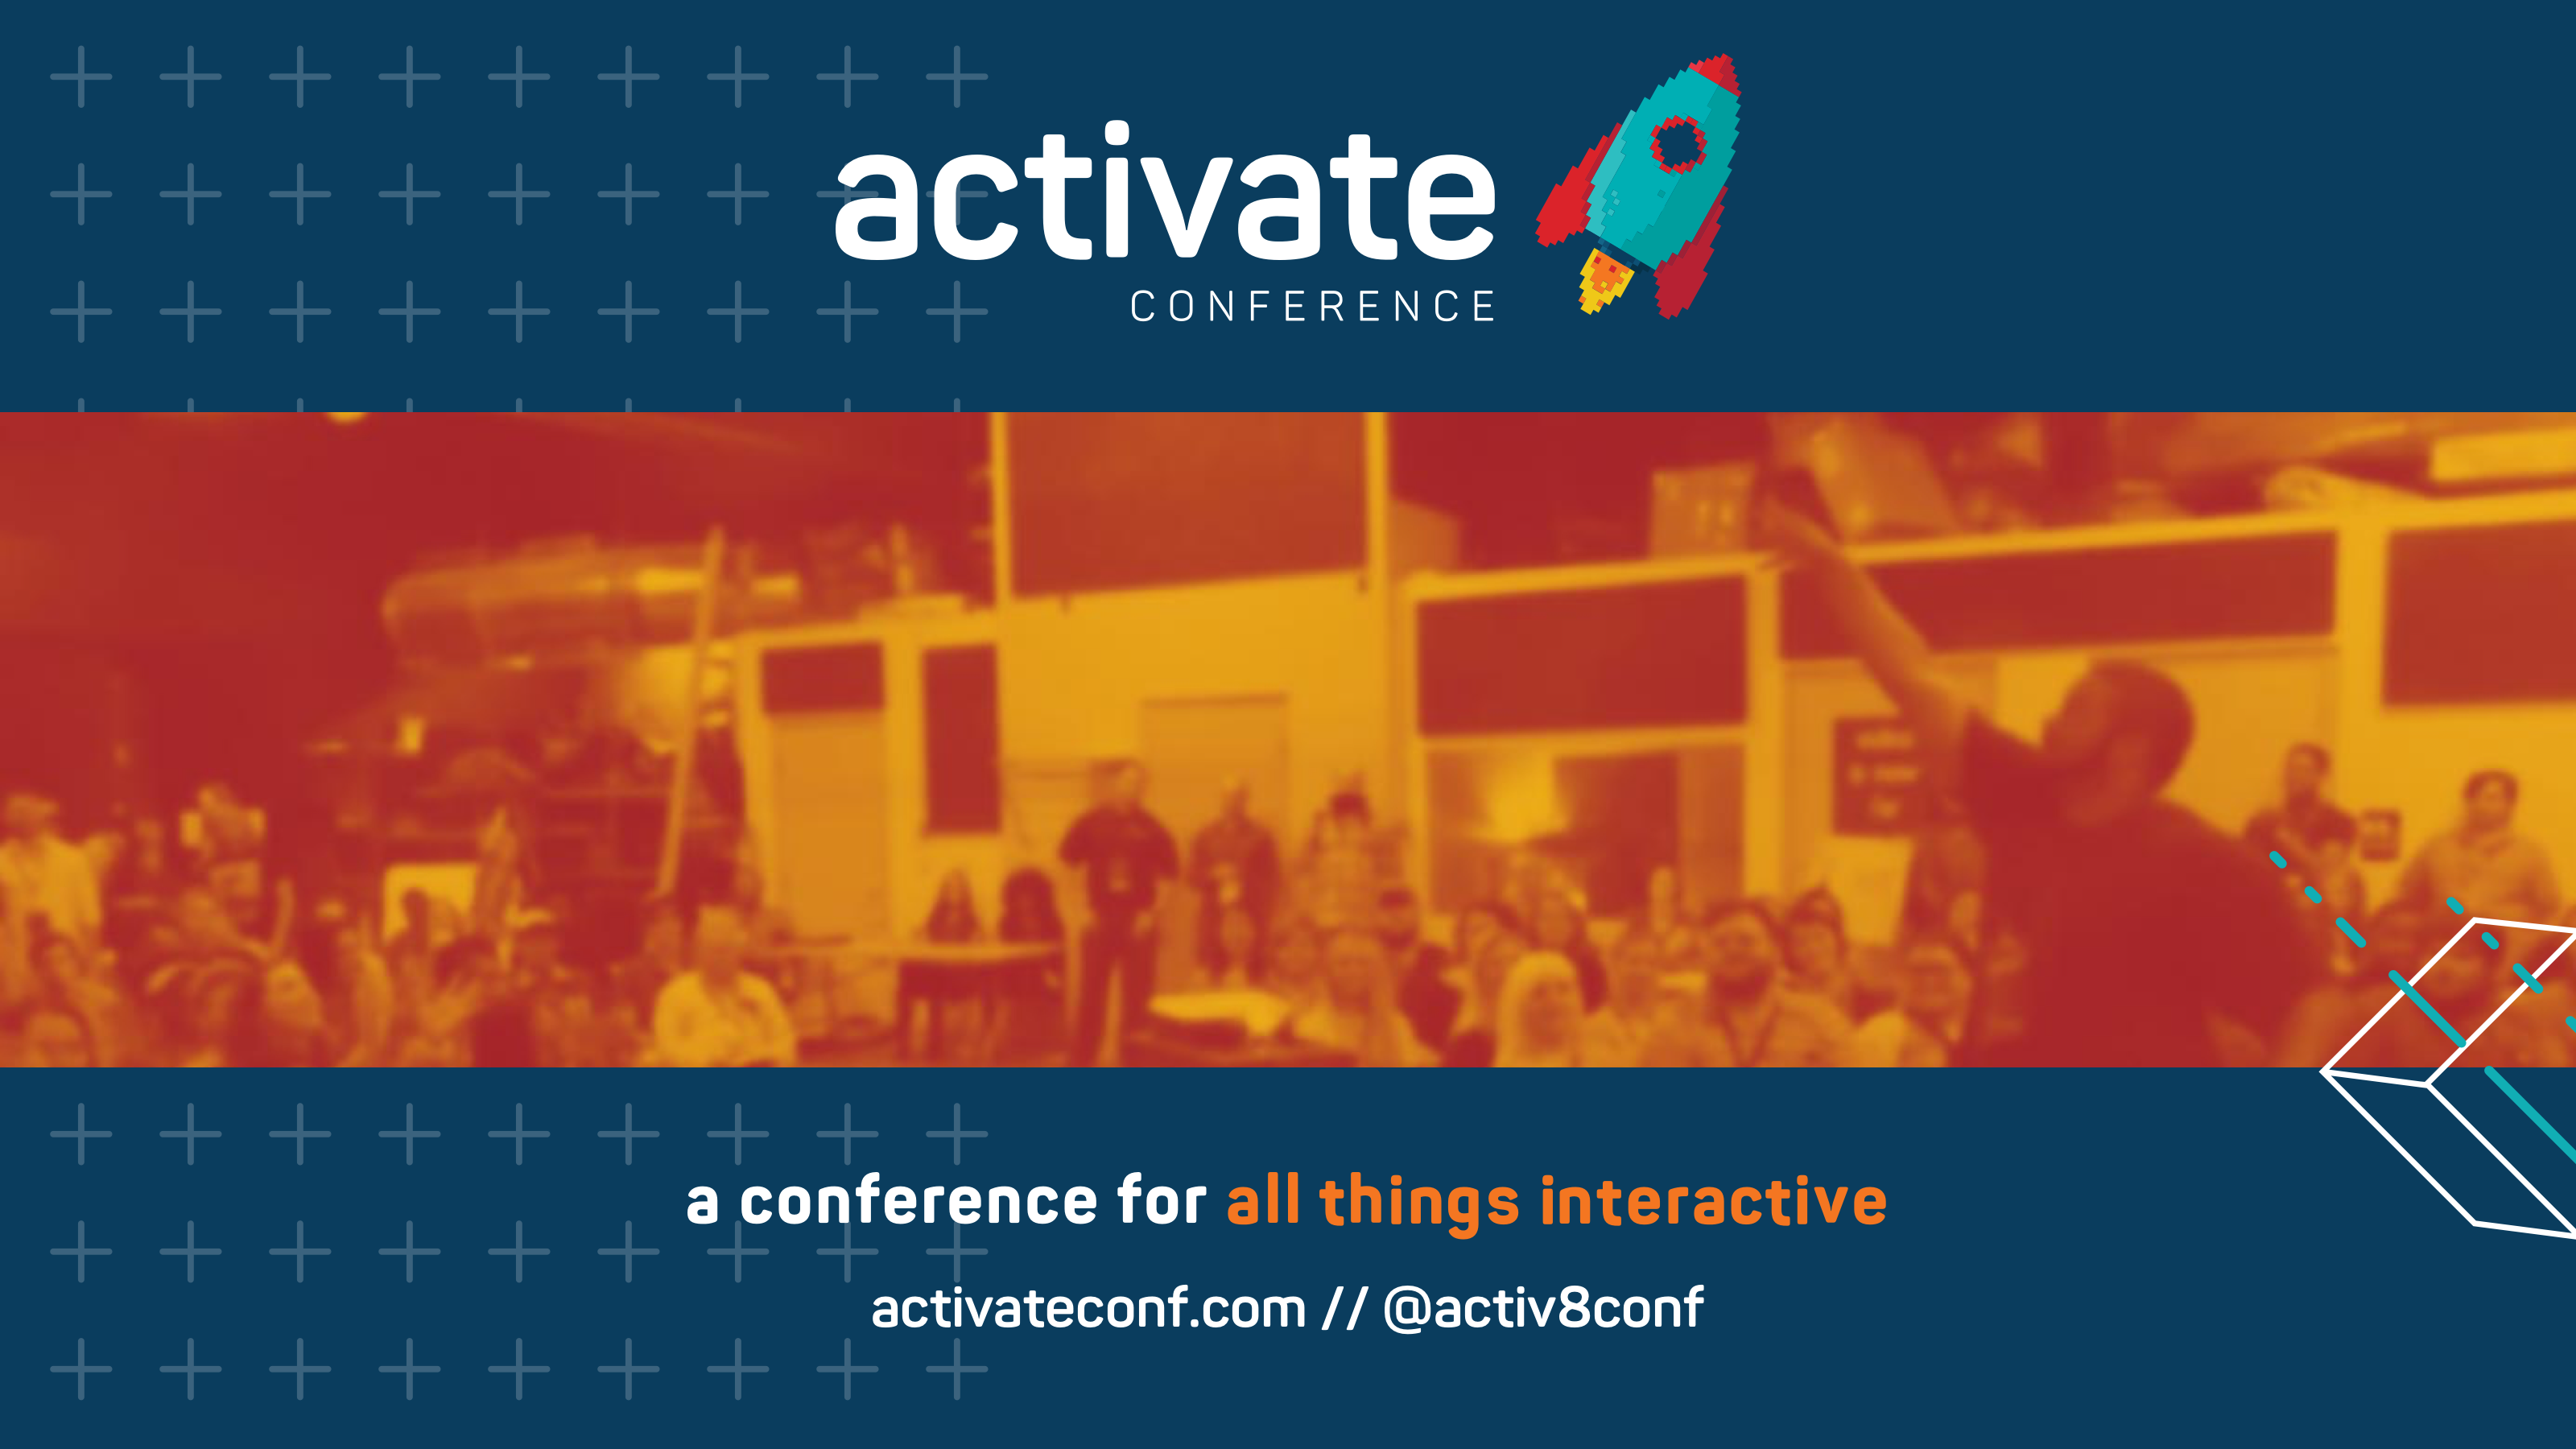 activate
CONFERENCE
a conference for all things interactive
activateconf.com // @activ8conf